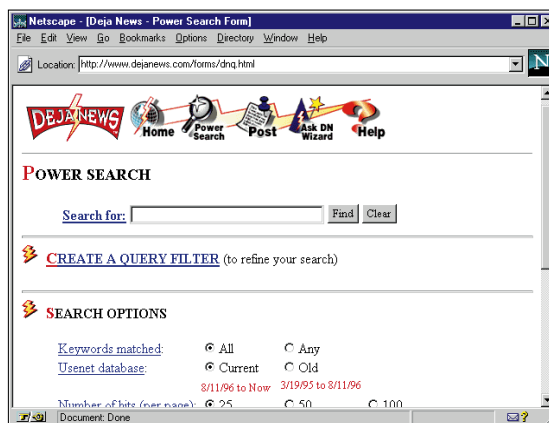 Netscape - [Deja News - Power Search Form]
File Edit View Go Bookmarks Options Directory Window Help
Location: http://www.dejanews.com/forms/dnq.html
N
DEJA NEWS
Home
Power Search
Post
Ask DN Wizard
Help
POWER SEARCH
Search for: Find Clear
CREATE A QUERY FILTER (to refine your search)
SEARCH OPTIONS
Keywords matched: All Any
Usenet database: Current Old
8/11/96 to Now 3/19/95 to 8/11/96
Number of hits (per page): 25 50 100
Document: Done